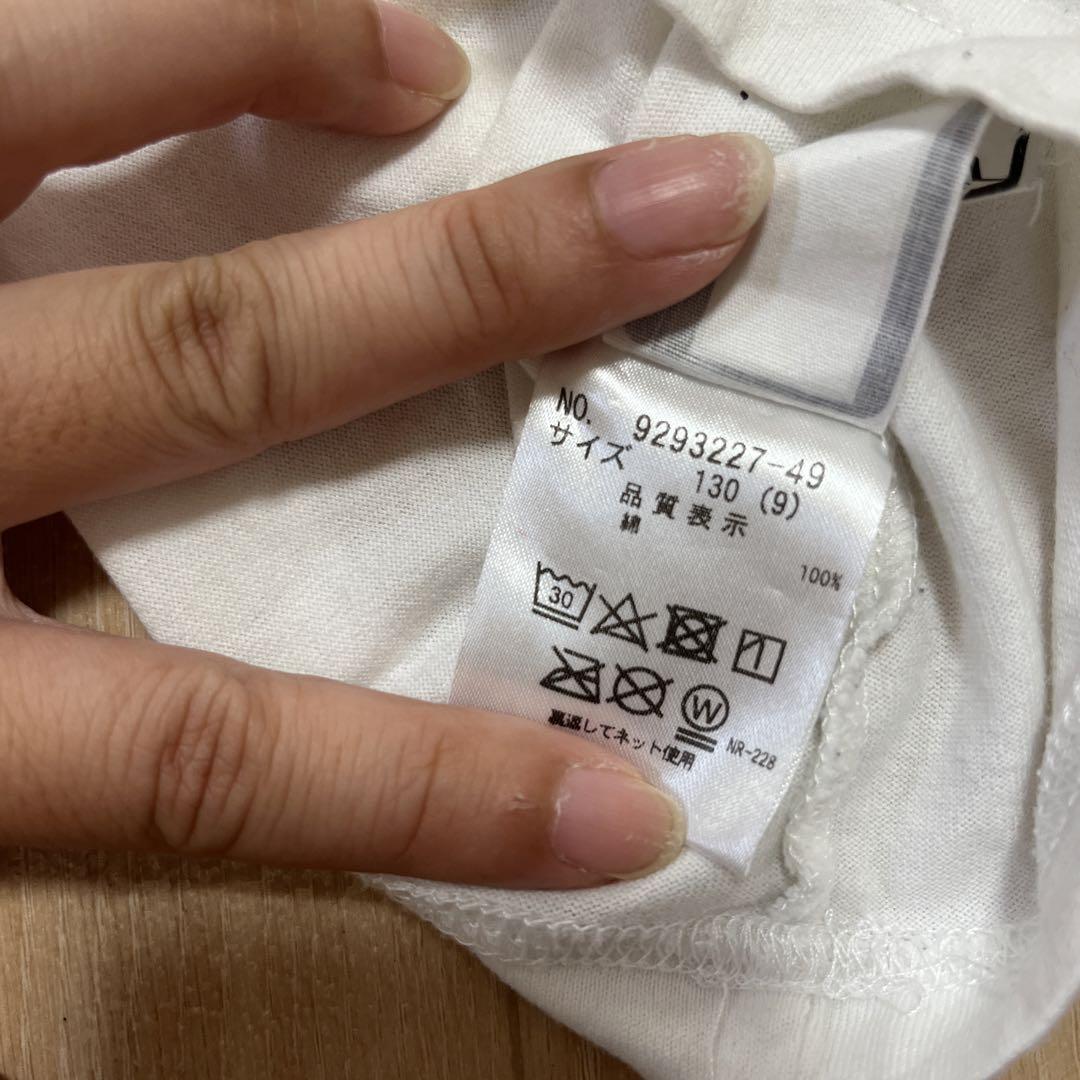 NO. 9293227-49
サイズ 130 (9)
品質表示
綿 100%
30
W
裏返してネット使用 NR-228